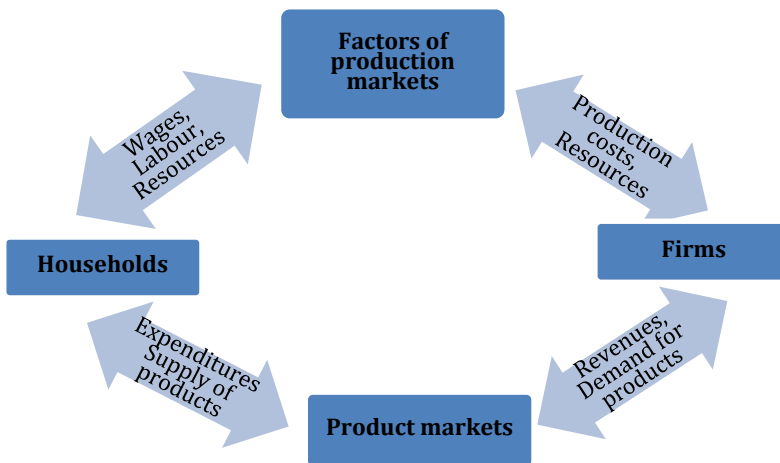 Factors of
production
markets
Wages,
Labour,
Resources
Production
costs,
Resources
Households
Firms
Expenditures
Supply of
products
Revenues,
Demand for
products
Product markets